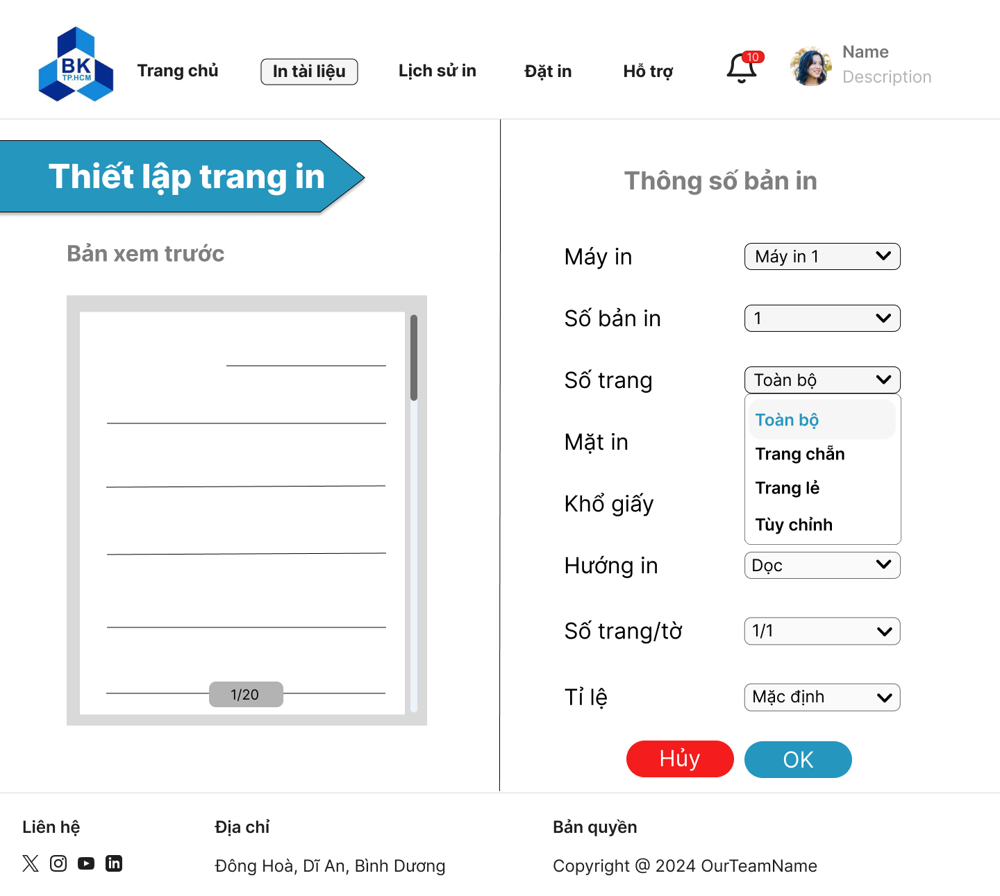 BK
TP.HCM
Trang chủ
In tài liệu
Lịch sử in
Đặt in
Hỗ trợ
10
Name
Description
Thiết lập trang in
Bản xem trước
1/20
Thông số bản in
Máy in
Máy in 1
Số bản in
1
Số trang
Toàn bộ
Toàn bộ
Trang chẵn
Trang lẻ
Tùy chỉnh
Mặt in
Khổ giấy
Hướng in
Dọc
Số trang/tờ
1/1
Tỉ lệ
Mặc định
Hủy
OK
Liên hệ
Địa chỉ
Đông Hoà, Dĩ An, Bình Dương
Bản quyền
Copyright @ 2024 OurTeamName